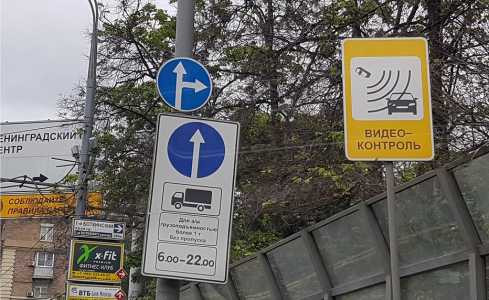 НИНГРАДСКИЙ
ЕНТР
СОБЛЮДАЙТЕ
ПРАВИЛА
x-fit
ФИТНЕС-КЛУБ
ВТБ
Для а/м
грузоподъемностью
более 1 т
без пропуска
6.00-22.00
ВИДЕО-
КОНТРОЛЬ